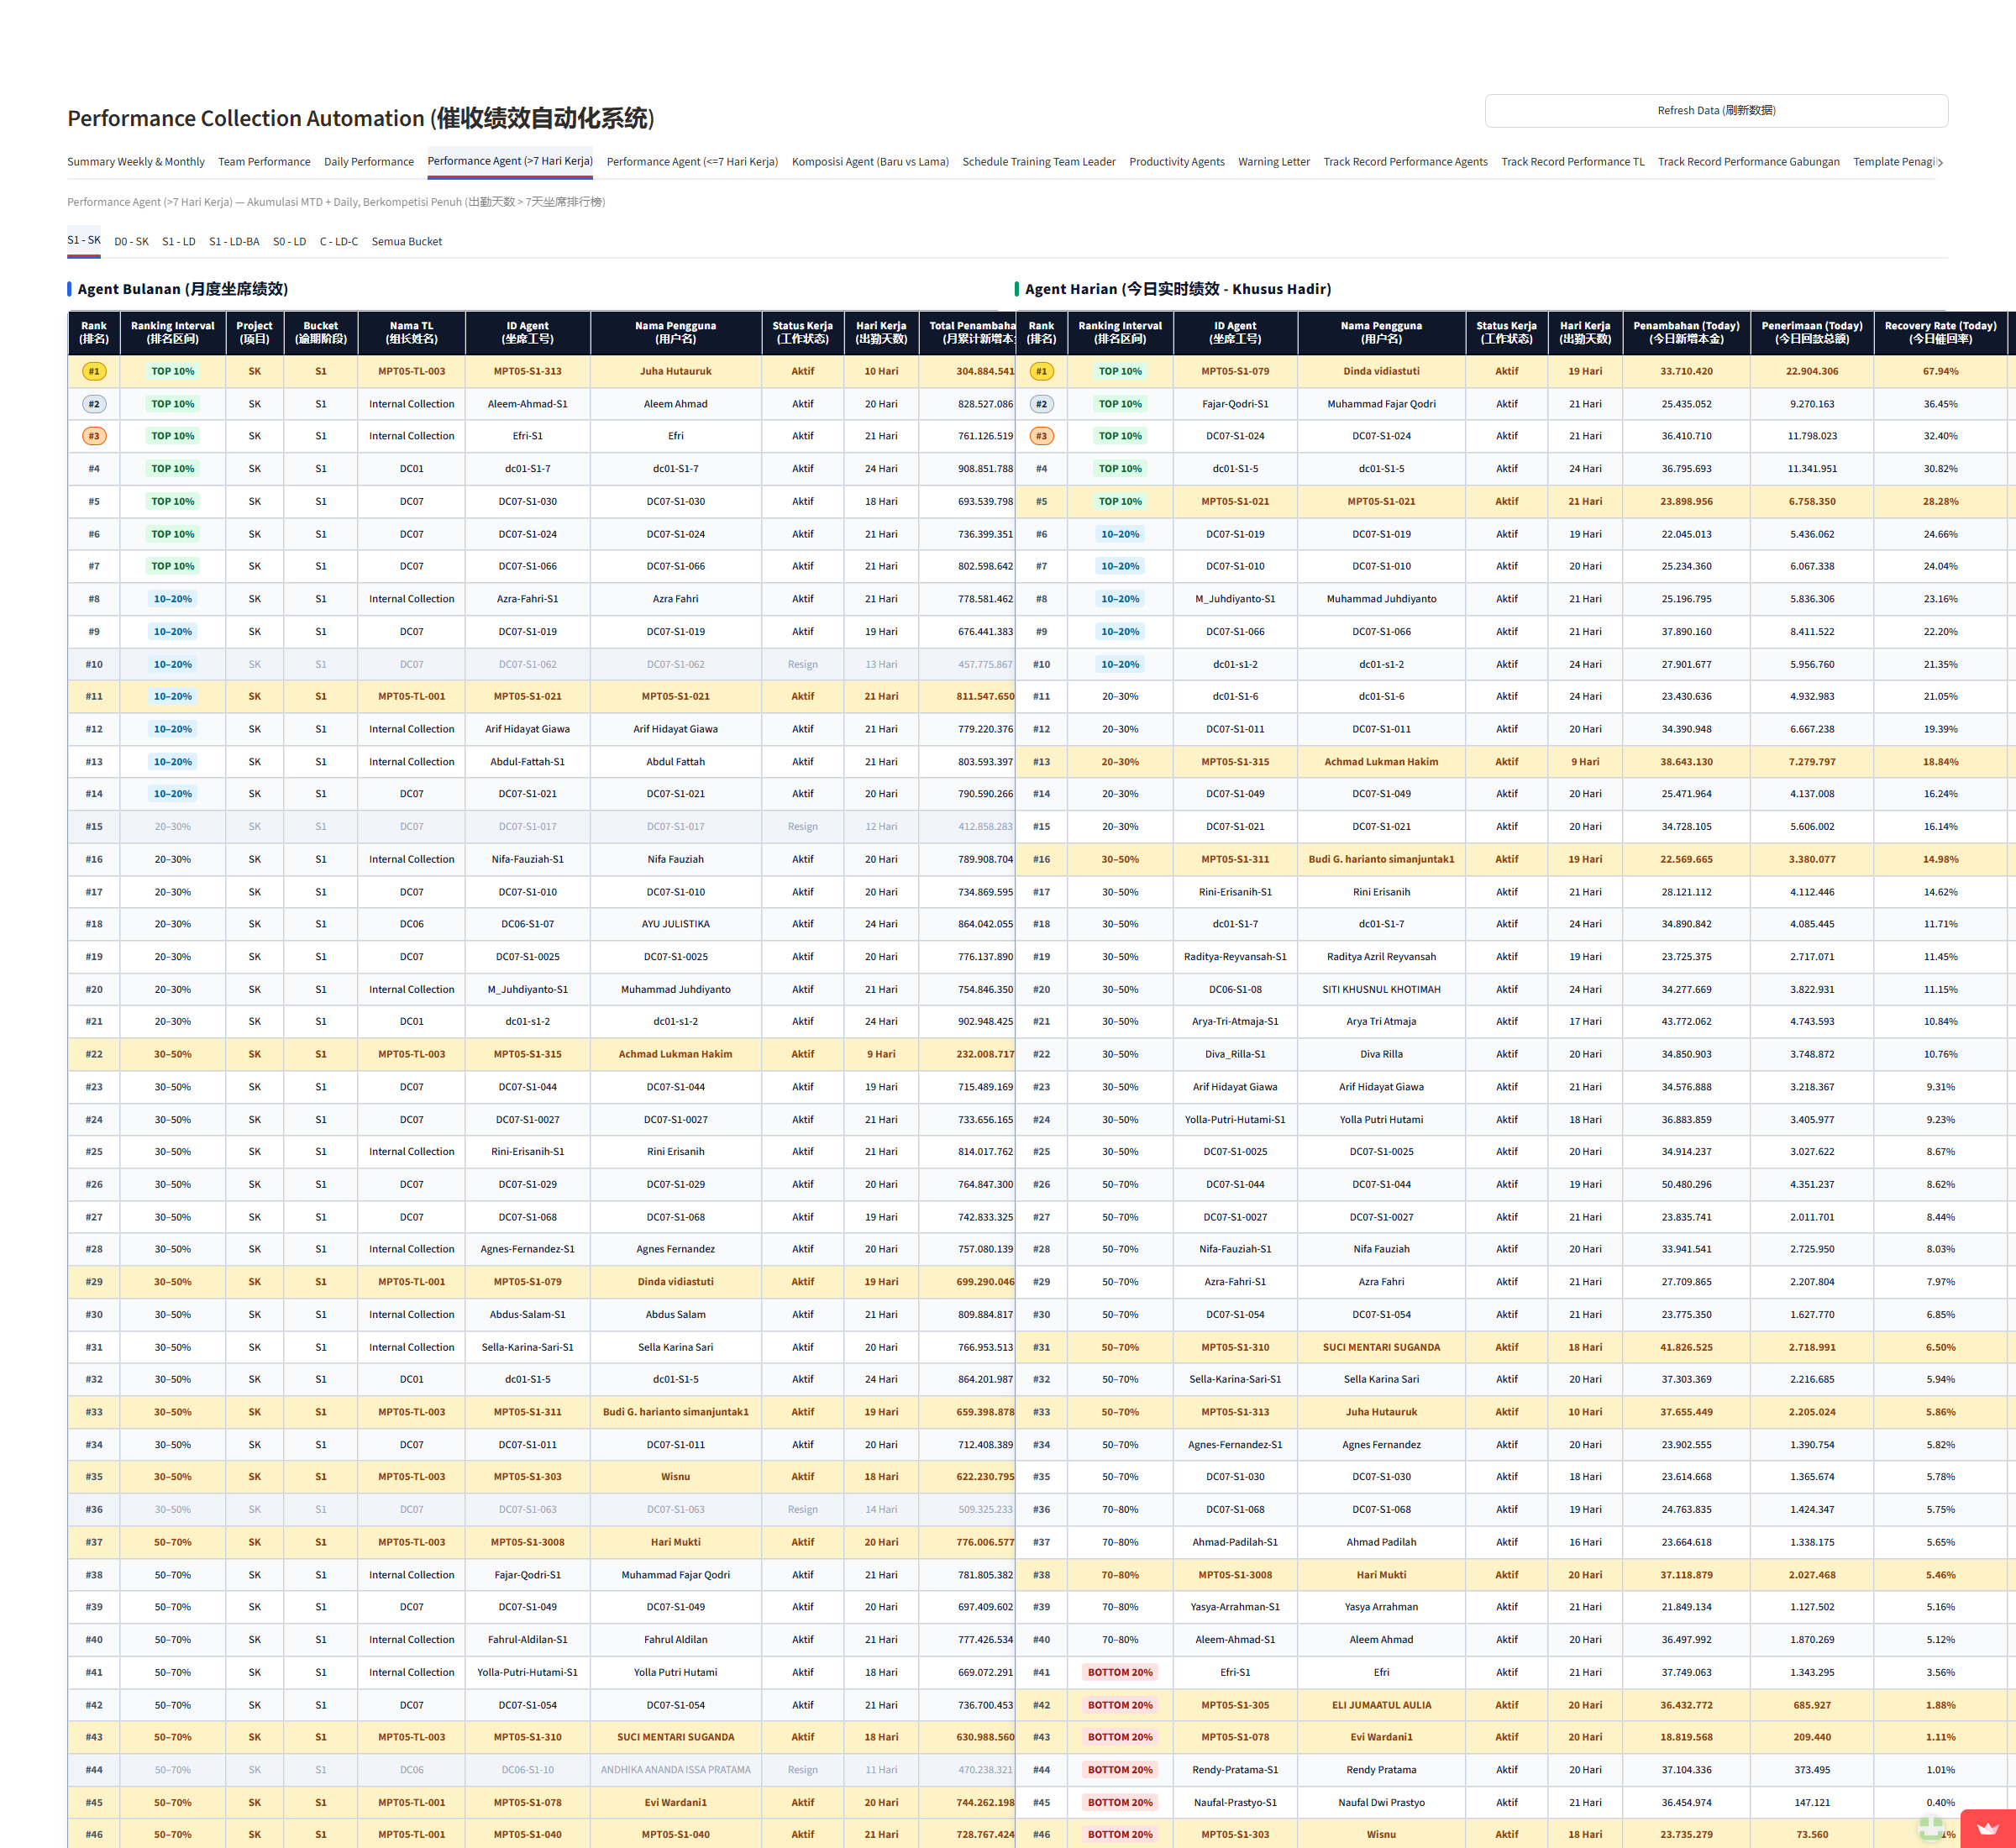 Performance Collection Automation (催收绩效自动化系统)
Refresh Data (刷新数据)
Summary Weekly & Monthly Team Performance Daily Performance Performance Agent (>7 Hari Kerja) Performance Agent (<=7 Hari Kerja) Komposisi Agent (Baru vs Lama) Schedule Training Team Leader Productivity Agents Warning Letter Track Record Performance Agents Track Record Performance TL Track Record Performance Gabungan Template Penagi
Performance Agent (>7 Hari Kerja) — Akumulasi MTD + Daily, Berkompetisi Penuh (出勤天数 > 7天坐席排行榜)
S1 - SK D0 - SK S1 - LD S1 - LD-BA S0 - LD C - LD-C Semua Bucket
Agent Bulanan (月度坐席绩效)
Rank Ranking Interval Project Bucket Nama TL ID Agent Nama Pengguna Status Kerja Hari Kerja Total Penambaha
(排名) (排名区间) (项目) (逾期阶段) (组长姓名) (坐席工号) (用户名) (工作状态) (出勤天数) (月累计新增本
#1 TOP 10% SK S1 MPT05-TL-003 MPT05-S1-313 Juha Hutauruk Aktif 10 Hari 304.884.541
#2 TOP 10% SK S1 Internal Collection Aleem-Ahmad-S1 Aleem Ahmad Aktif 20 Hari 828.527.086
#3 TOP 10% SK S1 Internal Collection Efri-S1 Efri Aktif 21 Hari 761.126.519
#4 TOP 10% SK S1 DC01 dc01-S1-7 dc01-S1-7 Aktif 24 Hari 908.851.788
#5 TOP 10% SK S1 DC07 DC07-S1-030 DC07-S1-030 Aktif 18 Hari 693.539.798
#6 TOP 10% SK S1 DC07 DC07-S1-024 DC07-S1-024 Aktif 21 Hari 736.399.351
#7 TOP 10% SK S1 DC07 DC07-S1-066 DC07-S1-066 Aktif 21 Hari 802.598.642
#8 10–20% SK S1 Internal Collection Azra-Fahri-S1 Azra Fahri Aktif 21 Hari 778.581.462
#9 10–20% SK S1 DC07 DC07-S1-019 DC07-S1-019 Aktif 19 Hari 676.441.383
#10 10–20% SK S1 DC07 DC07-S1-062 DC07-S1-062 Resign 13 Hari 457.775.867
#11 10–20% SK S1 MPT05-TL-001 MPT05-S1-021 MPT05-S1-021 Aktif 21 Hari 811.547.650
#12 10–20% SK S1 Internal Collection Arif Hidayat Giawa Arif Hidayat Giawa Aktif 21 Hari 779.220.376
#13 10–20% SK S1 Internal Collection Abdul-Fattah-S1 Abdul Fattah Aktif 21 Hari 803.593.397
#14 10–20% SK S1 DC07 DC07-S1-021 DC07-S1-021 Aktif 20 Hari 790.590.266
#15 20–30% SK S1 DC07 DC07-S1-017 DC07-S1-017 Resign 12 Hari 412.858.283
#16 20–30% SK S1 Internal Collection Nifa-Fauziah-S1 Nifa Fauziah Aktif 20 Hari 789.908.704
#17 20–30% SK S1 DC07 DC07-S1-010 DC07-S1-010 Aktif 20 Hari 734.869.595
#18 20–30% SK S1 DC06 DC06-S1-07 AYU JULISTIKA Aktif 24 Hari 864.042.055
#19 20–30% SK S1 DC07 DC07-S1-0025 DC07-S1-0025 Aktif 20 Hari 776.137.890
#20 20–30% SK S1 Internal Collection M_Juhdiyanto-S1 Muhammad Juhdiyanto Aktif 21 Hari 754.846.350
#21 20–30% SK S1 DC01 dc01-s1-2 dc01-s1-2 Aktif 24 Hari 902.948.425
#22 30–50% SK S1 MPT05-TL-003 MPT05-S1-315 Achmad Lukman Hakim Aktif 9 Hari 232.008.717
#23 30–50% SK S1 DC07 DC07-S1-044 DC07-S1-044 Aktif 19 Hari 715.489.169
#24 30–50% SK S1 DC07 DC07-S1-0027 DC07-S1-0027 Aktif 21 Hari 733.656.165
#25 30–50% SK S1 Internal Collection Rini-Erisanih-S1 Rini Erisanih Aktif 21 Hari 814.017.762
#26 30–50% SK S1 DC07 DC07-S1-029 DC07-S1-029 Aktif 20 Hari 764.847.300
#27 30–50% SK S1 DC07 DC07-S1-068 DC07-S1-068 Aktif 19 Hari 742.833.325
#28 30–50% SK S1 Internal Collection Agnes-Fernandez-S1 Agnes Fernandez Aktif 20 Hari 757.080.139
#29 30–50% SK S1 MPT05-TL-001 MPT05-S1-079 Dinda vidiastuti Aktif 19 Hari 699.290.046
#30 30–50% SK S1 Internal Collection Abdus-Salam-S1 Abdus Salam Aktif 21 Hari 809.884.817
#31 30–50% SK S1 Internal Collection Sella-Karina-Sari-S1 Sella Karina Sari Aktif 20 Hari 766.953.513
#32 30–50% SK S1 DC01 dc01-S1-5 dc01-S1-5 Aktif 24 Hari 864.201.987
#33 30–50% SK S1 MPT05-TL-003 MPT05-S1-311 Budi G. harianto simanjuntak1 Aktif 19 Hari 659.398.878
#34 30–50% SK S1 DC07 DC07-S1-011 DC07-S1-011 Aktif 20 Hari 712.408.389
#35 30–50% SK S1 MPT05-TL-003 MPT05-S1-303 Wisnu Aktif 18 Hari 622.230.795
#36 30–50% SK S1 DC07 DC07-S1-063 DC07-S1-063 Resign 14 Hari 509.325.233
#37 50–70% SK S1 MPT05-TL-003 MPT05-S1-3008 Hari Mukti Aktif 20 Hari 776.006.577
#38 50–70% SK S1 Internal Collection Fajar-Qodri-S1 Muhammad Fajar Qodri Aktif 21 Hari 781.805.382
#39 50–70% SK S1 DC07 DC07-S1-049 DC07-S1-049 Aktif 20 Hari 697.409.602
#40 50–70% SK S1 Internal Collection Fahrul-Aldilan-S1 Fahrul Aldilan Aktif 21 Hari 777.426.534
#41 50–70% SK S1 Internal Collection Yolla-Putri-Hutami-S1 Yolla Putri Hutami Aktif 18 Hari 669.072.291
#42 50–70% SK S1 DC07 DC07-S1-054 DC07-S1-054 Aktif 21 Hari 736.700.453
#43 50–70% SK S1 MPT05-TL-003 MPT05-S1-310 SUCI MENTARI SUGANDA Aktif 18 Hari 630.988.560
#44 50–70% SK S1 DC06 DC06-S1-10 ANDHIKA ANANDA ISSA PRATAMA Resign 11 Hari 470.238.321
#45 50–70% SK S1 MPT05-TL-001 MPT05-S1-078 Evi Wardani1 Aktif 20 Hari 744.262.198
#46 50–70% SK S1 MPT05-TL-001 MPT05-S1-040 MPT05-S1-040 Aktif 21 Hari 728.767.424
Agent Harian (今日实时绩效 - Khusus Hadir)
Rank Ranking Interval ID Agent Nama Pengguna Status Kerja Hari Kerja Penambahan (Today) Penerimaan (Today) Recovery Rate (Today)
(排名) (排名区间) (坐席工号) (用户名) (工作状态) (出勤天数) (今日新增本金) (今日回款总额) (今日催回率)
#1 TOP 10% MPT05-S1-079 Dinda vidiastuti Aktif 19 Hari 33.710.420 22.904.306 67.94%
#2 TOP 10% Fajar-Qodri-S1 Muhammad Fajar Qodri Aktif 21 Hari 25.435.052 9.270.163 36.45%
#3 TOP 10% DC07-S1-024 DC07-S1-024 Aktif 21 Hari 36.410.710 11.798.023 32.40%
#4 TOP 10% dc01-S1-5 dc01-S1-5 Aktif 24 Hari 36.795.693 11.341.951 30.82%
#5 TOP 10% MPT05-S1-021 MPT05-S1-021 Aktif 21 Hari 23.898.956 6.758.350 28.28%
#6 10–20% DC07-S1-019 DC07-S1-019 Aktif 19 Hari 22.045.013 5.436.062 24.66%
#7 10–20% DC07-S1-010 DC07-S1-010 Aktif 20 Hari 25.234.360 6.067.338 24.04%
#8 10–20% M_Juhdiyanto-S1 Muhammad Juhdiyanto Aktif 21 Hari 25.196.795 5.836.306 23.16%
#9 10–20% DC07-S1-066 DC07-S1-066 Aktif 21 Hari 37.890.160 8.411.522 22.20%
#10 10–20% dc01-s1-2 dc01-s1-2 Aktif 24 Hari 27.901.677 5.956.760 21.35%
#11 20–30% dc01-S1-6 dc01-S1-6 Aktif 24 Hari 23.430.636 4.932.983 21.05%
#12 20–30% DC07-S1-011 DC07-S1-011 Aktif 20 Hari 34.390.948 6.667.238 19.39%
#13 20–30% MPT05-S1-315 Achmad Lukman Hakim Aktif 9 Hari 38.643.130 7.279.797 18.84%
#14 20–30% DC07-S1-049 DC07-S1-049 Aktif 20 Hari 25.471.964 4.137.008 16.24%
#15 20–30% DC07-S1-021 DC07-S1-021 Aktif 20 Hari 34.728.105 5.606.002 16.14%
#16 30–50% MPT05-S1-311 Budi G. harianto simanjuntak1 Aktif 19 Hari 22.569.665 3.380.077 14.98%
#17 30–50% Rini-Erisanih-S1 Rini Erisanih Aktif 21 Hari 28.121.112 4.112.446 14.62%
#18 30–50% dc01-S1-7 dc01-S1-7 Aktif 24 Hari 34.890.842 4.085.445 11.71%
#19 30–50% Raditya-Reyvansah-S1 Raditya Azril Reyvansah Aktif 19 Hari 23.725.375 2.717.071 11.45%
#20 30–50% DC06-S1-08 SITI KHUSNUL KHOTIMAH Aktif 24 Hari 34.277.669 3.822.931 11.15%
#21 30–50% Arya-Tri-Atmaja-S1 Arya Tri Atmaja Aktif 17 Hari 43.772.062 4.743.593 10.84%
#22 30–50% Diva_Rilla-S1 Diva Rilla Aktif 20 Hari 34.850.903 3.748.872 10.76%
#23 30–50% Arif Hidayat Giawa Arif Hidayat Giawa Aktif 21 Hari 34.576.888 3.218.367 9.31%
#24 30–50% Yolla-Putri-Hutami-S1 Yolla Putri Hutami Aktif 18 Hari 36.883.859 3.405.977 9.23%
#25 30–50% DC07-S1-0025 DC07-S1-0025 Aktif 20 Hari 34.914.237 3.027.622 8.67%
#26 50–70% DC07-S1-044 DC07-S1-044 Aktif 19 Hari 50.480.296 4.351.237 8.62%
#27 50–70% DC07-S1-0027 DC07-S1-0027 Aktif 21 Hari 23.835.741 2.011.701 8.44%
#28 50–70% Nifa-Fauziah-S1 Nifa Fauziah Aktif 20 Hari 33.941.541 2.725.950 8.03%
#29 50–70% Azra-Fahri-S1 Azra Fahri Aktif 21 Hari 27.709.865 2.207.804 7.97%
#30 50–70% DC07-S1-054 DC07-S1-054 Aktif 21 Hari 23.775.350 1.627.770 6.85%
#31 50–70% MPT05-S1-310 SUCI MENTARI SUGANDA Aktif 18 Hari 41.826.525 2.718.991 6.50%
#32 50–70% Sella-Karina-Sari-S1 Sella Karina Sari Aktif 20 Hari 37.303.369 2.216.685 5.94%
#33 50–70% MPT05-S1-313 Juha Hutauruk Aktif 10 Hari 37.655.449 2.205.024 5.86%
#34 50–70% Agnes-Fernandez-S1 Agnes Fernandez Aktif 20 Hari 23.902.555 1.390.754 5.82%
#35 50–70% DC07-S1-030 DC07-S1-030 Aktif 18 Hari 23.614.668 1.365.674 5.78%
#36 70–80% DC07-S1-068 DC07-S1-068 Aktif 19 Hari 24.763.835 1.424.347 5.75%
#37 70–80% Ahmad-Padilah-S1 Ahmad Padilah Aktif 16 Hari 23.664.618 1.338.175 5.65%
#38 70–80% MPT05-S1-3008 Hari Mukti Aktif 20 Hari 37.118.879 2.027.468 5.46%
#39 70–80% Yasya-Arrahman-S1 Yasya Arrahman Aktif 21 Hari 21.849.134 1.127.502 5.16%
#40 70–80% Aleem-Ahmad-S1 Aleem Ahmad Aktif 20 Hari 36.497.992 1.870.269 5.12%
#41 BOTTOM 20% Efri-S1 Efri Aktif 21 Hari 37.749.063 1.343.295 3.56%
#42 BOTTOM 20% MPT05-S1-305 ELI JUMAATUL AULIA Aktif 20 Hari 36.432.772 685.927 1.88%
#43 BOTTOM 20% MPT05-S1-078 Evi Wardani1 Aktif 20 Hari 18.819.568 209.440 1.11%
#44 BOTTOM 20% Rendy-Pratama-S1 Rendy Pratama Aktif 20 Hari 37.104.336 373.495 1.01%
#45 BOTTOM 20% Naufal-Prastyo-S1 Naufal Dwi Prastyo Aktif 21 Hari 36.454.974 147.121 0.40%
#46 BOTTOM 20% MPT05-S1-303 Wisnu Aktif 18 Hari 23.735.279 73.560